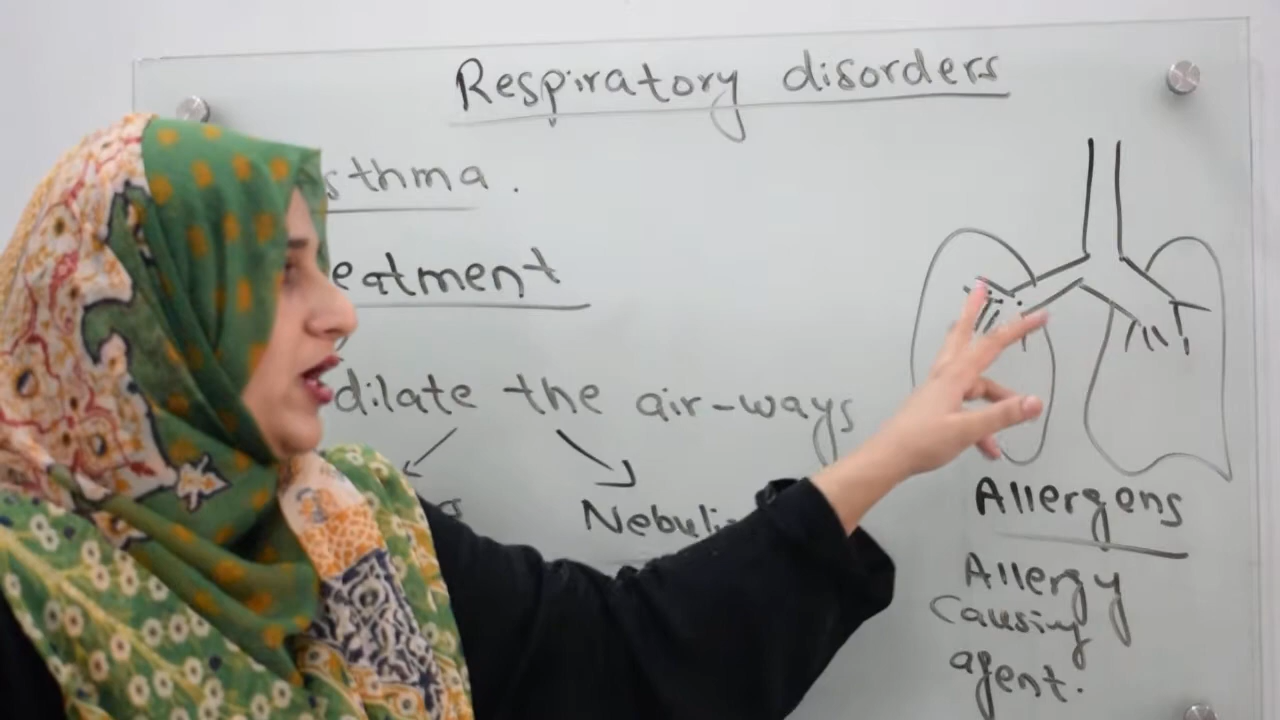 Respiratory disorders
sthma.
eatment
dilate the air-ways
Nebuli
Allergens
Allergy
Causing
agent.